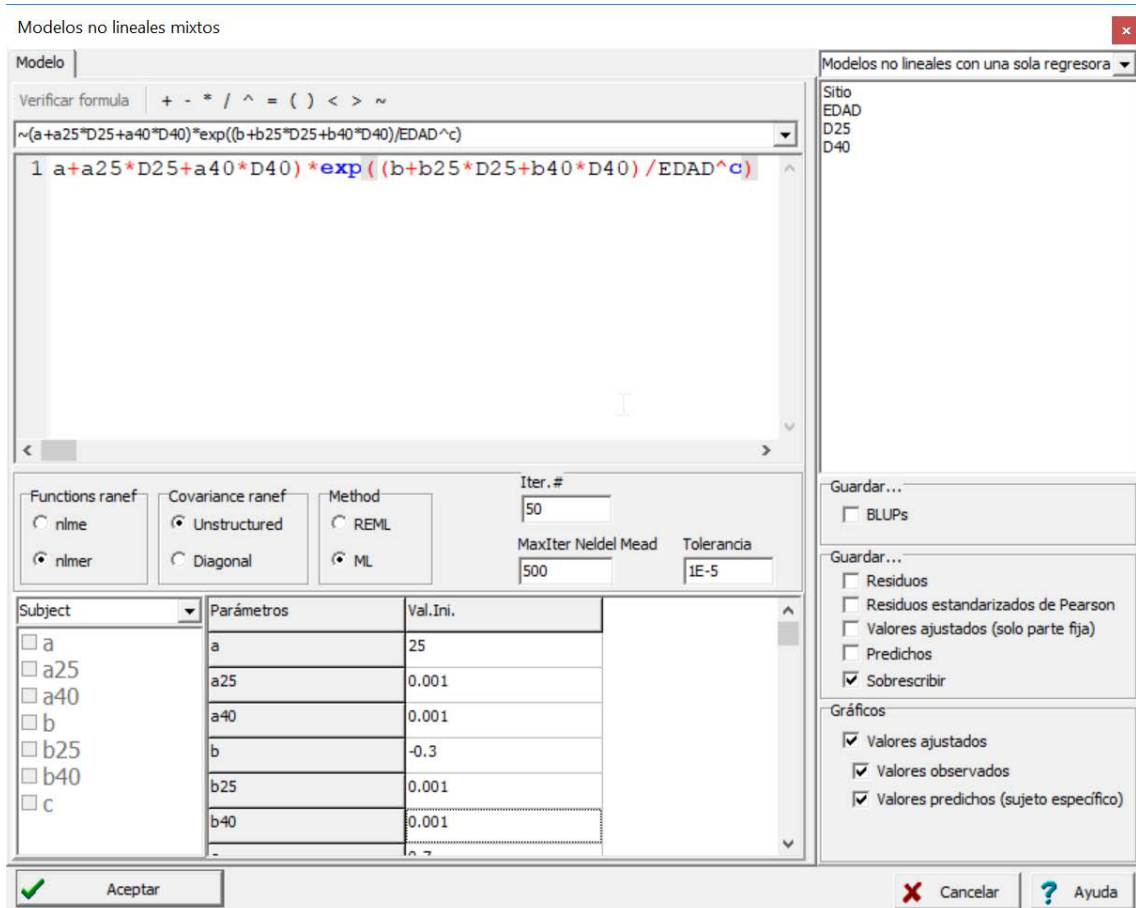 Modelos no lineales mixtos
x
Modelo
Verificar formula + - * / ^ = ( ) < > ~
~(a+a25*D25+a40*D40)*exp((b+b25*D25+b40*D40)/EDAD^c)
1 a+a25*D25+a40*D40)*exp((b+b25*D25+b40*D40)/EDAD^c)
Modelos no lineales con una sola regresora
Sitio
EDAD
D25
D40
Functions ranef
nlme
nlmer
Covariance ranef
Unstructured
Diagonal
Method
REML
ML
Iter.#
50
MaxIter Neldel Mead
500
Tolerancia
1E-5
Subject
a
a25
a40
b
b25
b40
c
Parámetros Val.Ini.
a 25
a25 0.001
a40 0.001
b -0.3
b25 0.001
b40 0.001
Guardar...
BLUPs
Guardar...
Residuos
Residuos estandarizados de Pearson
Valores ajustados (solo parte fija)
Predichos
Sobrescribir
Gráficos
Valores ajustados
Valores observados
Valores predichos (sujeto específico)
Aceptar
Cancelar
? Ayuda